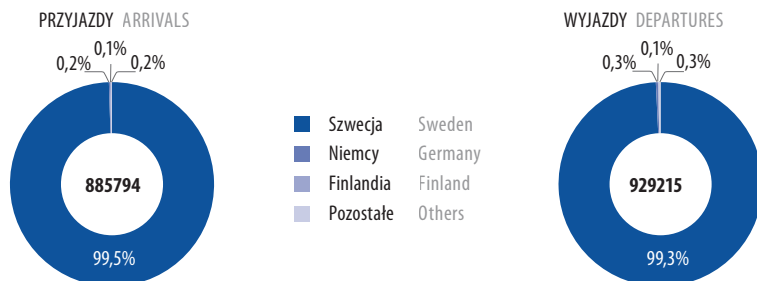 PRZYJAZDY ARRIVALS
0,1%
0,2% 0,2%
885794
99,5%
Szwecja Sweden
Niemcy Germany
Finlandia Finland
Pozostałe Others
WYJAZDY DEPARTURES
0,1%
0,3% 0,3%
929215
99,3%